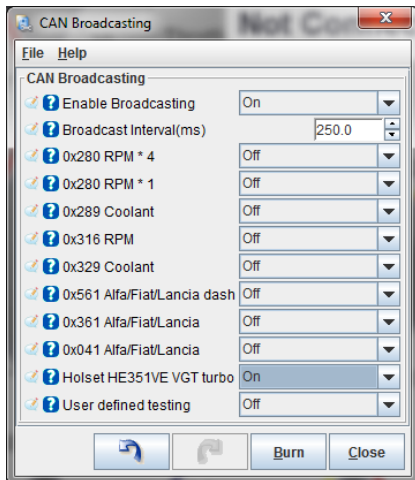 CAN Broadcasting
File Help
CAN Broadcasting
Enable Broadcasting On
Broadcast Interval(ms) 250.0
0x280 RPM * 4 Off
0x280 RPM * 1 Off
0x289 Coolant Off
0x316 RPM Off
0x329 Coolant Off
0x561 Alfa/Fiat/Lancia dash Off
0x361 Alfa/Fiat/Lancia Off
0x041 Alfa/Fiat/Lancia Off
Holset HE351VE VGT turbo On
User defined testing Off
Burn Close